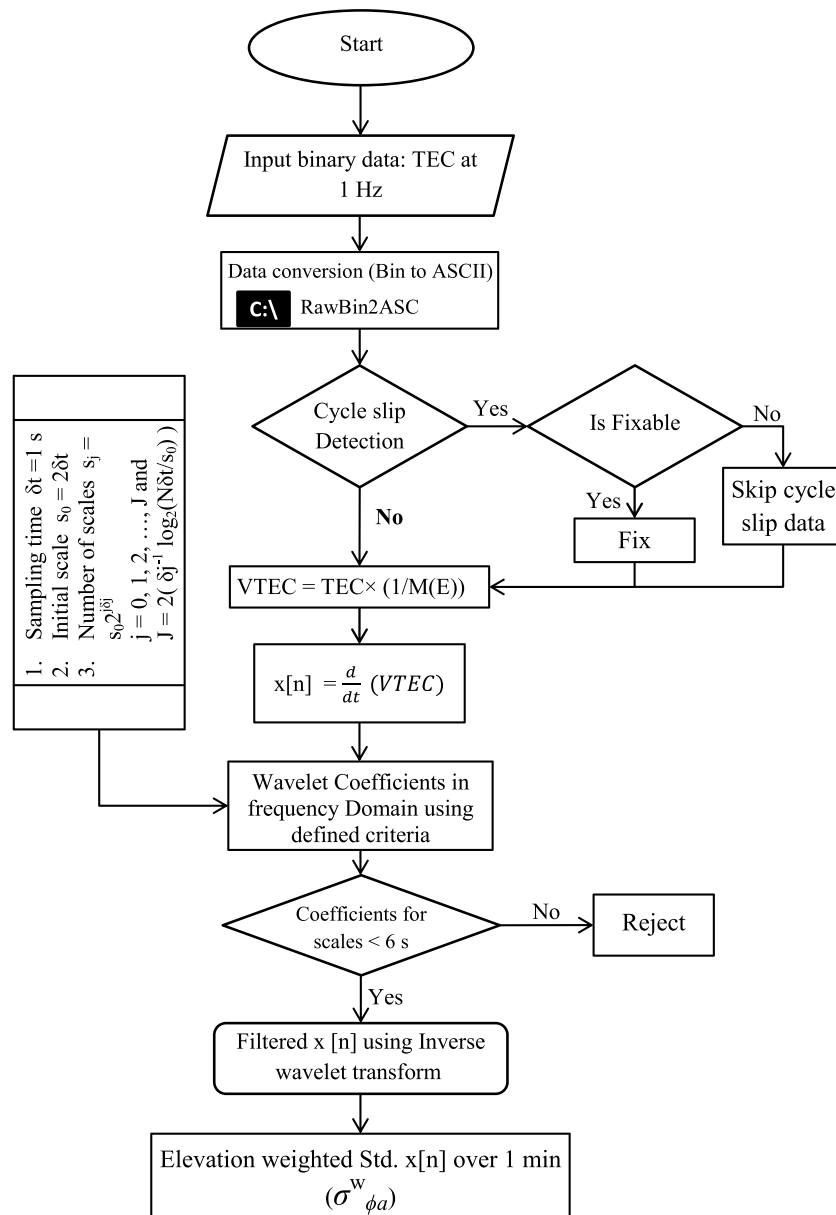 Start
Input binary data: TEC at
1 Hz
Data conversion (Bin to ASCII)
C:\ RawBin2ASC
Cycle slip
Detection
Yes
Is Fixable
No
Skip cycle
slip data
Yes
Fix
No
VTEC = TEC× (1/M(E))
x[n] = d/dt (VTEC)
1. Sampling time δt =1 s
2. Initial scale s₀ = 2δt
3. Number of scales sⱼ =
s₀2^jδj
j = 0, 1, 2, …, J and
J = 2( δj⁻¹ log₂(Nδt/s₀) )
Wavelet Coefficients in
frequency Domain using
defined criteria
Coefficients for
scales < 6 s
No
Reject
Yes
Filtered x [n] using Inverse
wavelet transform
Elevation weighted Std. x[n] over 1 min
(σ^w_ϕa)